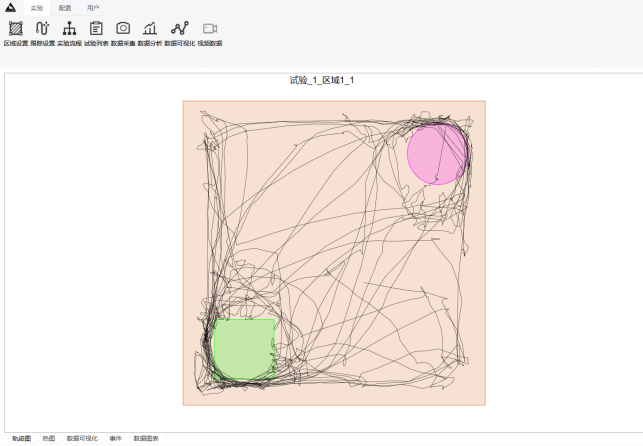 实验 配置 用户
区域设置 跟踪设置 实验流程 试验列表 数据采集 数据分析 数据可视化 视频数据
试验_1_区域1_1
轨迹图 热图 数据可视化 事件 数据图表